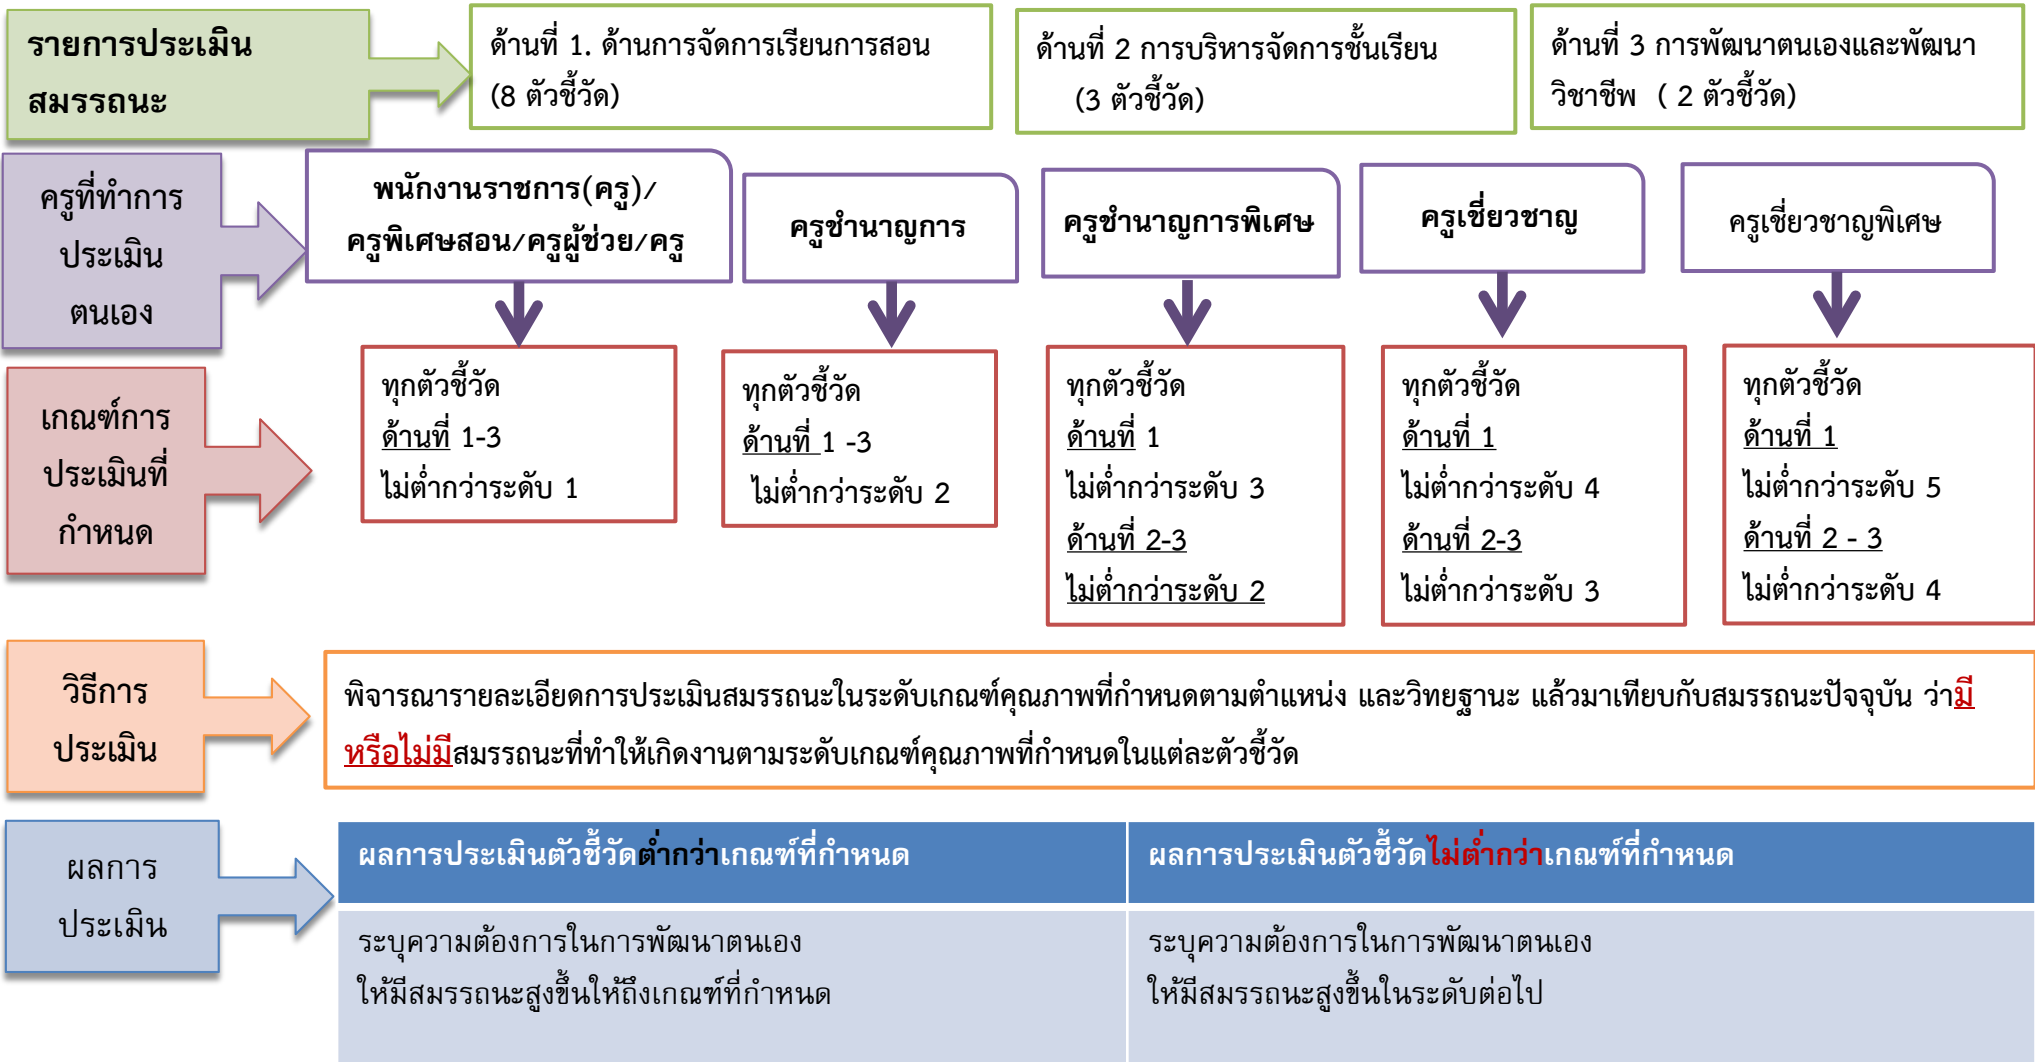 รายการประเมิน
สมรรถนะ
ด้านที่ 1. ด้านการจัดการเรียนการสอน
(8 ตัวชี้วัด)
ด้านที่ 2 การบริหารจัดการชั้นเรียน
(3 ตัวชี้วัด)
ด้านที่ 3 การพัฒนาตนเองและพัฒนา
วิชาชีพ ( 2 ตัวชี้วัด)
ครูที่ทำการ
ประเมิน
ตนเอง
พนักงานราชการ(ครู)/
ครูพิเศษสอน/ครูผู้ช่วย/ครู
ครูชำนาญการ
ครูชำนาญการพิเศษ
ครูเชี่ยวชาญ
ครูเชี่ยวชาญพิเศษ
เกณฑ์การ
ประเมินที่
กำหนด
ทุกตัวชี้วัด
ด้านที่ 1-3
ไม่ต่ำกว่าระดับ 1
ทุกตัวชี้วัด
ด้านที่ 1 -3
ไม่ต่ำกว่าระดับ 2
ทุกตัวชี้วัด
ด้านที่ 1
ไม่ต่ำกว่าระดับ 3
ด้านที่ 2-3
ไม่ต่ำกว่าระดับ 2
ทุกตัวชี้วัด
ด้านที่ 1
ไม่ต่ำกว่าระดับ 4
ด้านที่ 2-3
ไม่ต่ำกว่าระดับ 3
ทุกตัวชี้วัด
ด้านที่ 1
ไม่ต่ำกว่าระดับ 5
ด้านที่ 2 - 3
ไม่ต่ำกว่าระดับ 4
วิธีการ
ประเมิน
พิจารณารายละเอียดการประเมินสมรรถนะในระดับเกณฑ์คุณภาพที่กำหนดตามตำแหน่ง และวิทยฐานะ แล้วมาเทียบกับสมรรถนะปัจจุบัน ว่ามี
หรือไม่มีสมรรถนะที่ทำให้เกิดงานตามระดับเกณฑ์คุณภาพที่กำหนดในแต่ละตัวชี้วัด
ผลการ
ประเมิน
ผลการประเมินตัวชี้วัดต่ำกว่าเกณฑ์ที่กำหนด
ผลการประเมินตัวชี้วัดไม่ต่ำกว่าเกณฑ์ที่กำหนด
ระบุความต้องการในการพัฒนาตนเอง
ให้มีสมรรถนะสูงขึ้นให้ถึงเกณฑ์ที่กำหนด
ระบุความต้องการในการพัฒนาตนเอง
ให้มีสมรรถนะสูงขึ้นในระดับต่อไป